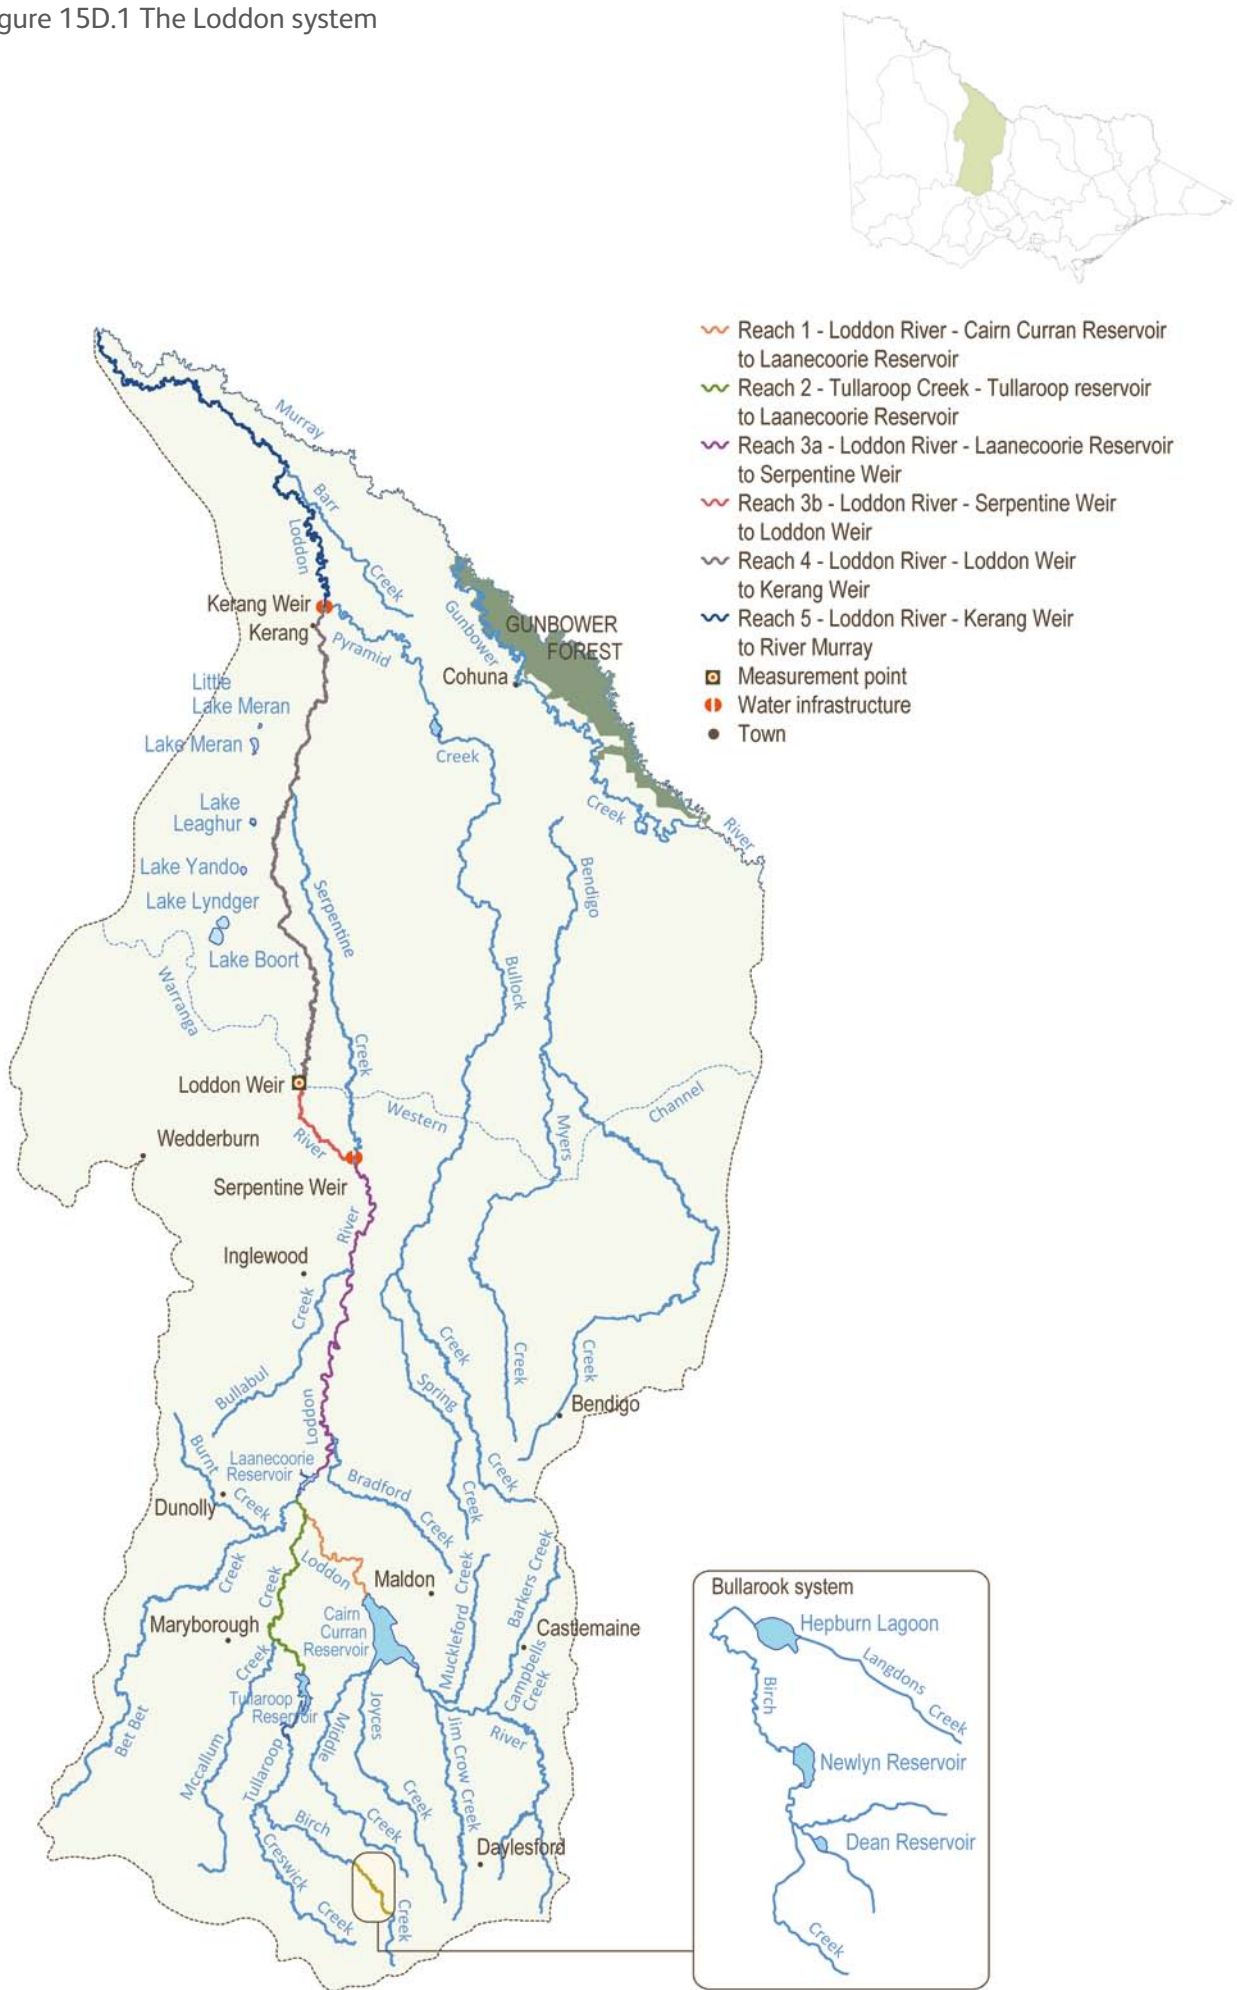 gure 15D.1 The Loddon system
Reach 1 - Loddon River - Cairn Curran Reservoir
to Laanecoorie Reservoir
Reach 2 - Tullaroop Creek - Tullaroop reservoir
to Laanecoorie Reservoir
Reach 3a - Loddon River - Laanecoorie Reservoir
to Serpentine Weir
Reach 3b - Loddon River - Serpentine Weir
to Loddon Weir
Reach 4 - Loddon River - Loddon Weir
to Kerang Weir
Reach 5 - Loddon River - Kerang Weir
to River Murray
Measurement point
Water infrastructure
Town
Murray
Barr
Loddon
Creek
Kerang Weir
Kerang
Pyramid
Gunbower
GUNBOWER
FOREST
Cohuna
Little
Lake Meran
Lake Meran
Creek
Lake
Leaghur
Creek
River
Lake Yando
Bendigo
Lake Lyndger
Serpentine
Lake Boort
Bullock
Warranga
Creek
Loddon Weir
Western
Channel
Myers
Wedderburn
River
Serpentine Weir
River
Inglewood
Creek
Creek
Creek
Creek
Bullabul
Spring
Bendigo
Loddon
Burnt
Laanecoorie
Reservoir
Bradford
Creek
Creek
Dunolly
Creek
Creek
Creek
Creek
Loddon
Maldon
Muckleford Creek
Barkers Creek
Maryborough
Cairn
Curran
Reservoir
Castlemaine
Creek
Campbells
Creek
Tullaroop
Reservoir
Joyces
Middle
Jim Crow Creek
River
Bet Bet
Mccallum
Tullaroop
Birch
Creek
Creek
Daylesford
Creswick
Creek
Creek
Bullarook system
Hepburn Lagoon
Langdons
Creek
Birch
Newlyn Reservoir
Dean Reservoir
Creek